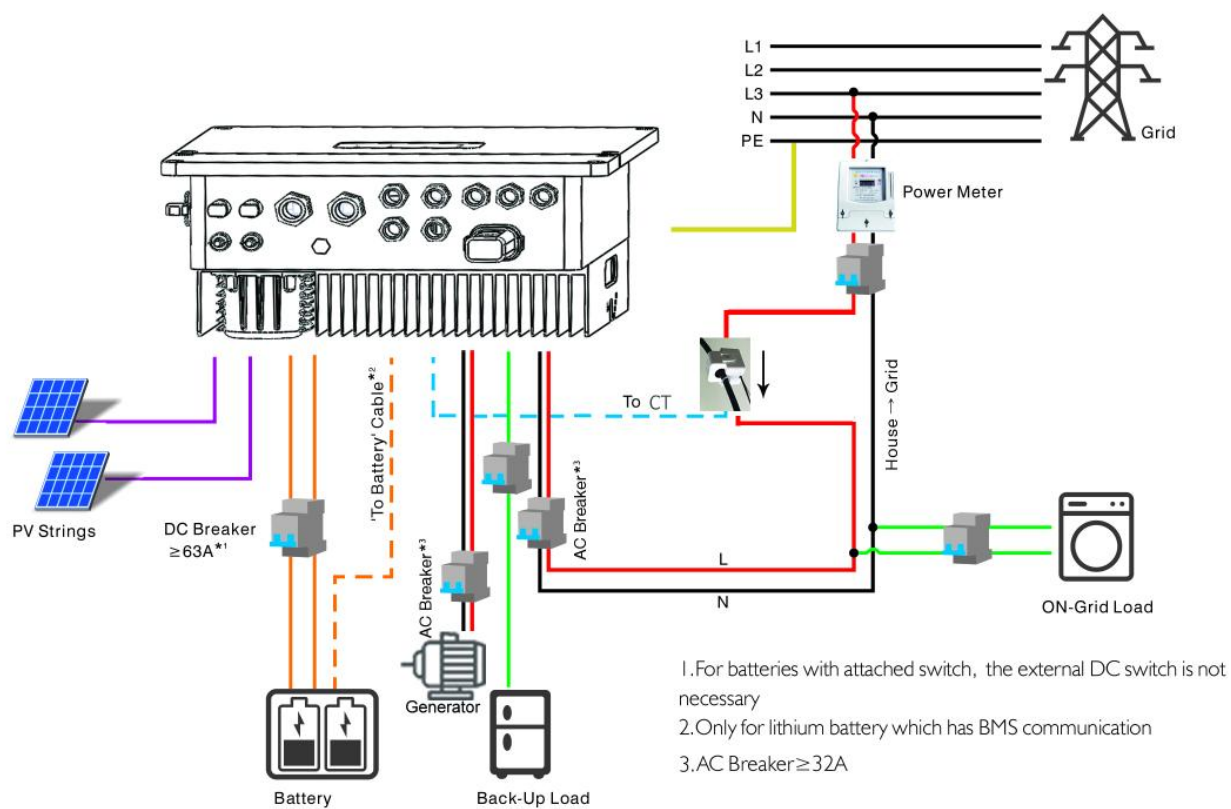 L1
L2
L3
N
PE
Grid
Power Meter
House → Grid
To CT
'To Battery' Cable*2
PV Strings
DC Breaker
≥63A*1
AC Breaker*3
AC Breaker*3
L
N
ON-Grid Load
Generator
Battery
Back-Up Load
1.For batteries with attached switch, the external DC switch is not
necessary
2.Only for lithium battery which has BMS communication
3.AC Breaker≥32A